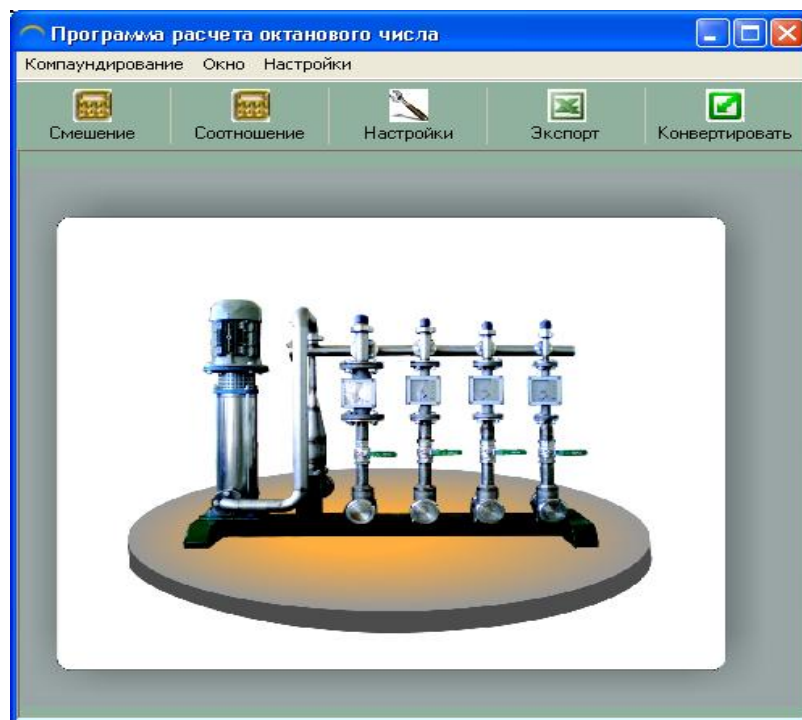 Программа расчета октанового числа
Компаундирование Окно Настройки
Смешение Соотношение Настройки Экспорт Конвертировать